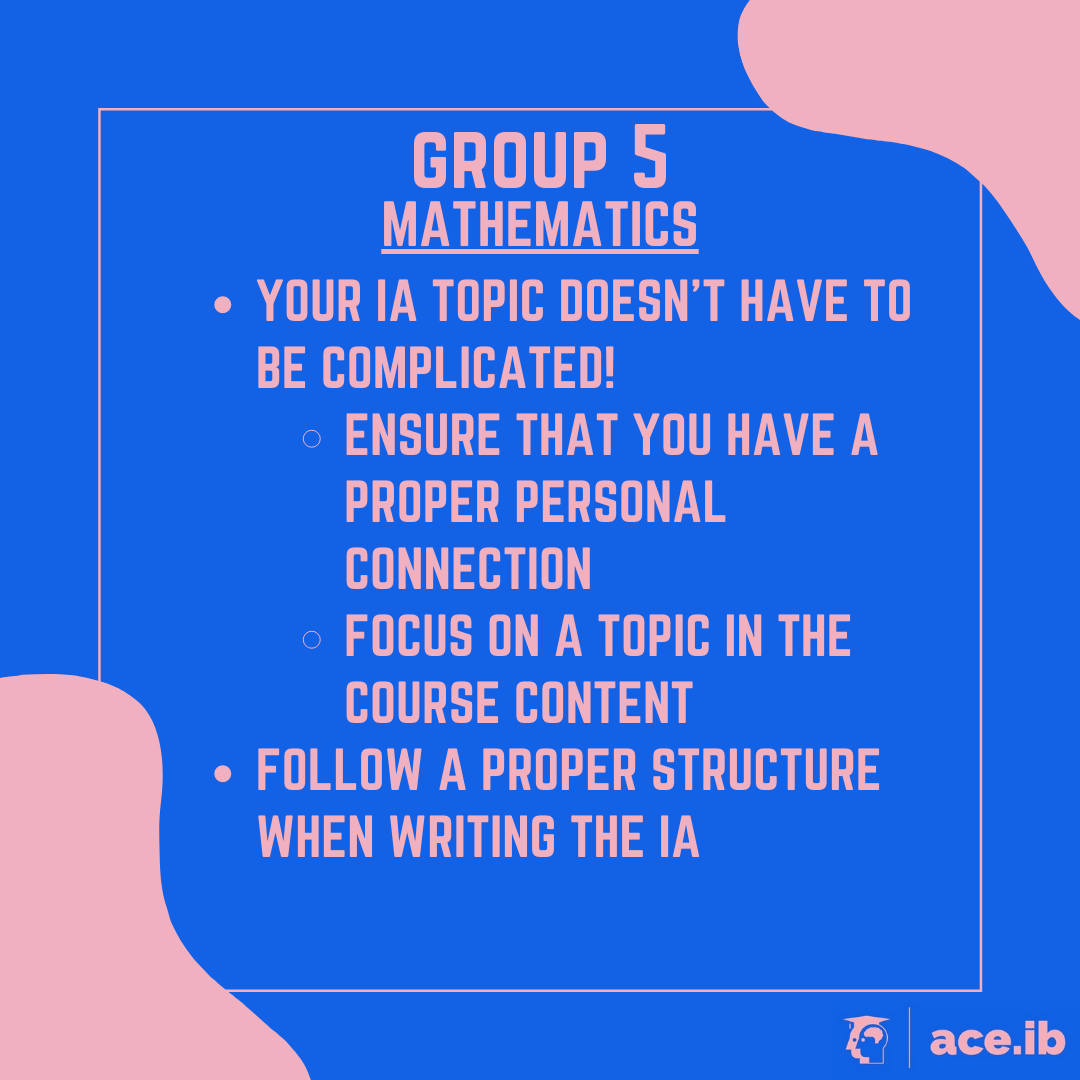 GROUP 5
MATHEMATICS
• YOUR IA TOPIC DOESN'T HAVE TO
BE COMPLICATED!
○ ENSURE THAT YOU HAVE A
PROPER PERSONAL
CONNECTION
○ FOCUS ON A TOPIC IN THE
COURSE CONTENT
• FOLLOW A PROPER STRUCTURE
WHEN WRITING THE IA
ace.ib